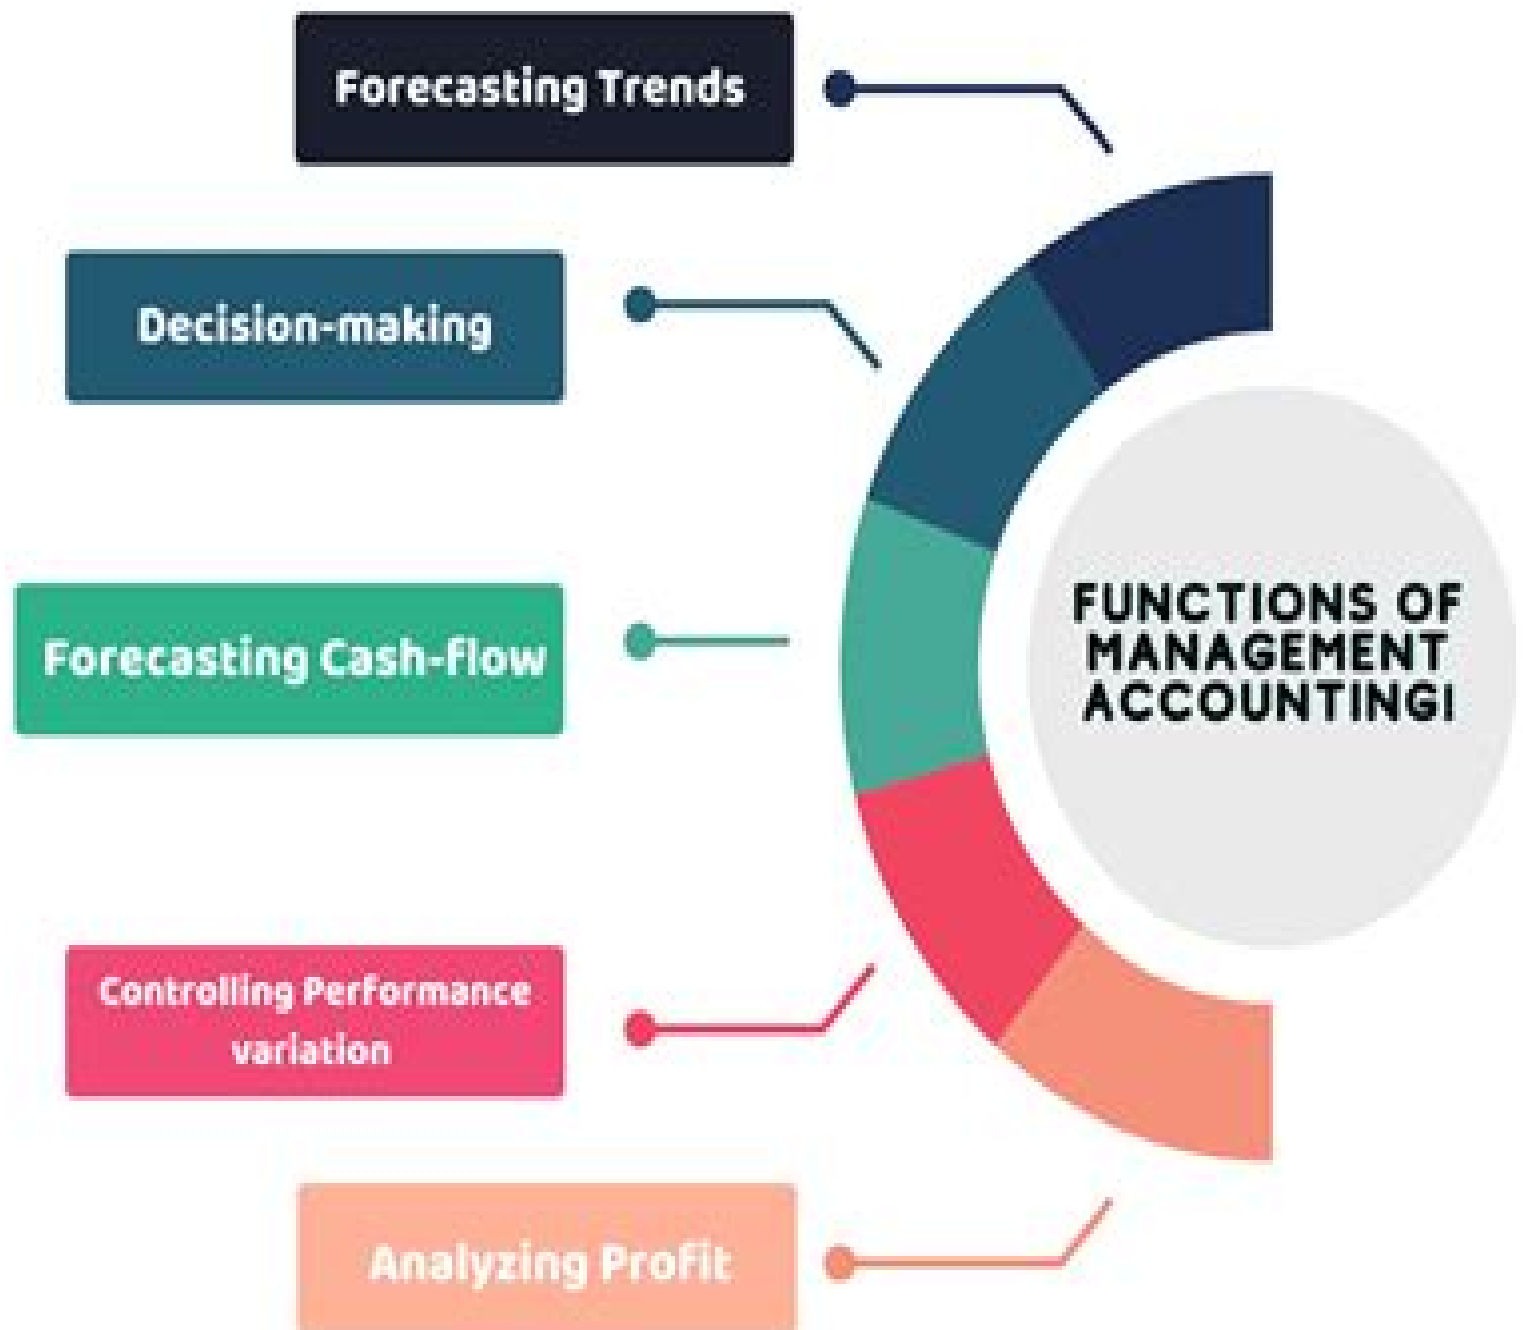 Forecasting Trends
Decision-making
Forecasting Cash-flow
Controlling Performance
variation
Analyzing Profit
FUNCTIONS OF
MANAGEMENT
ACCOUNTING!